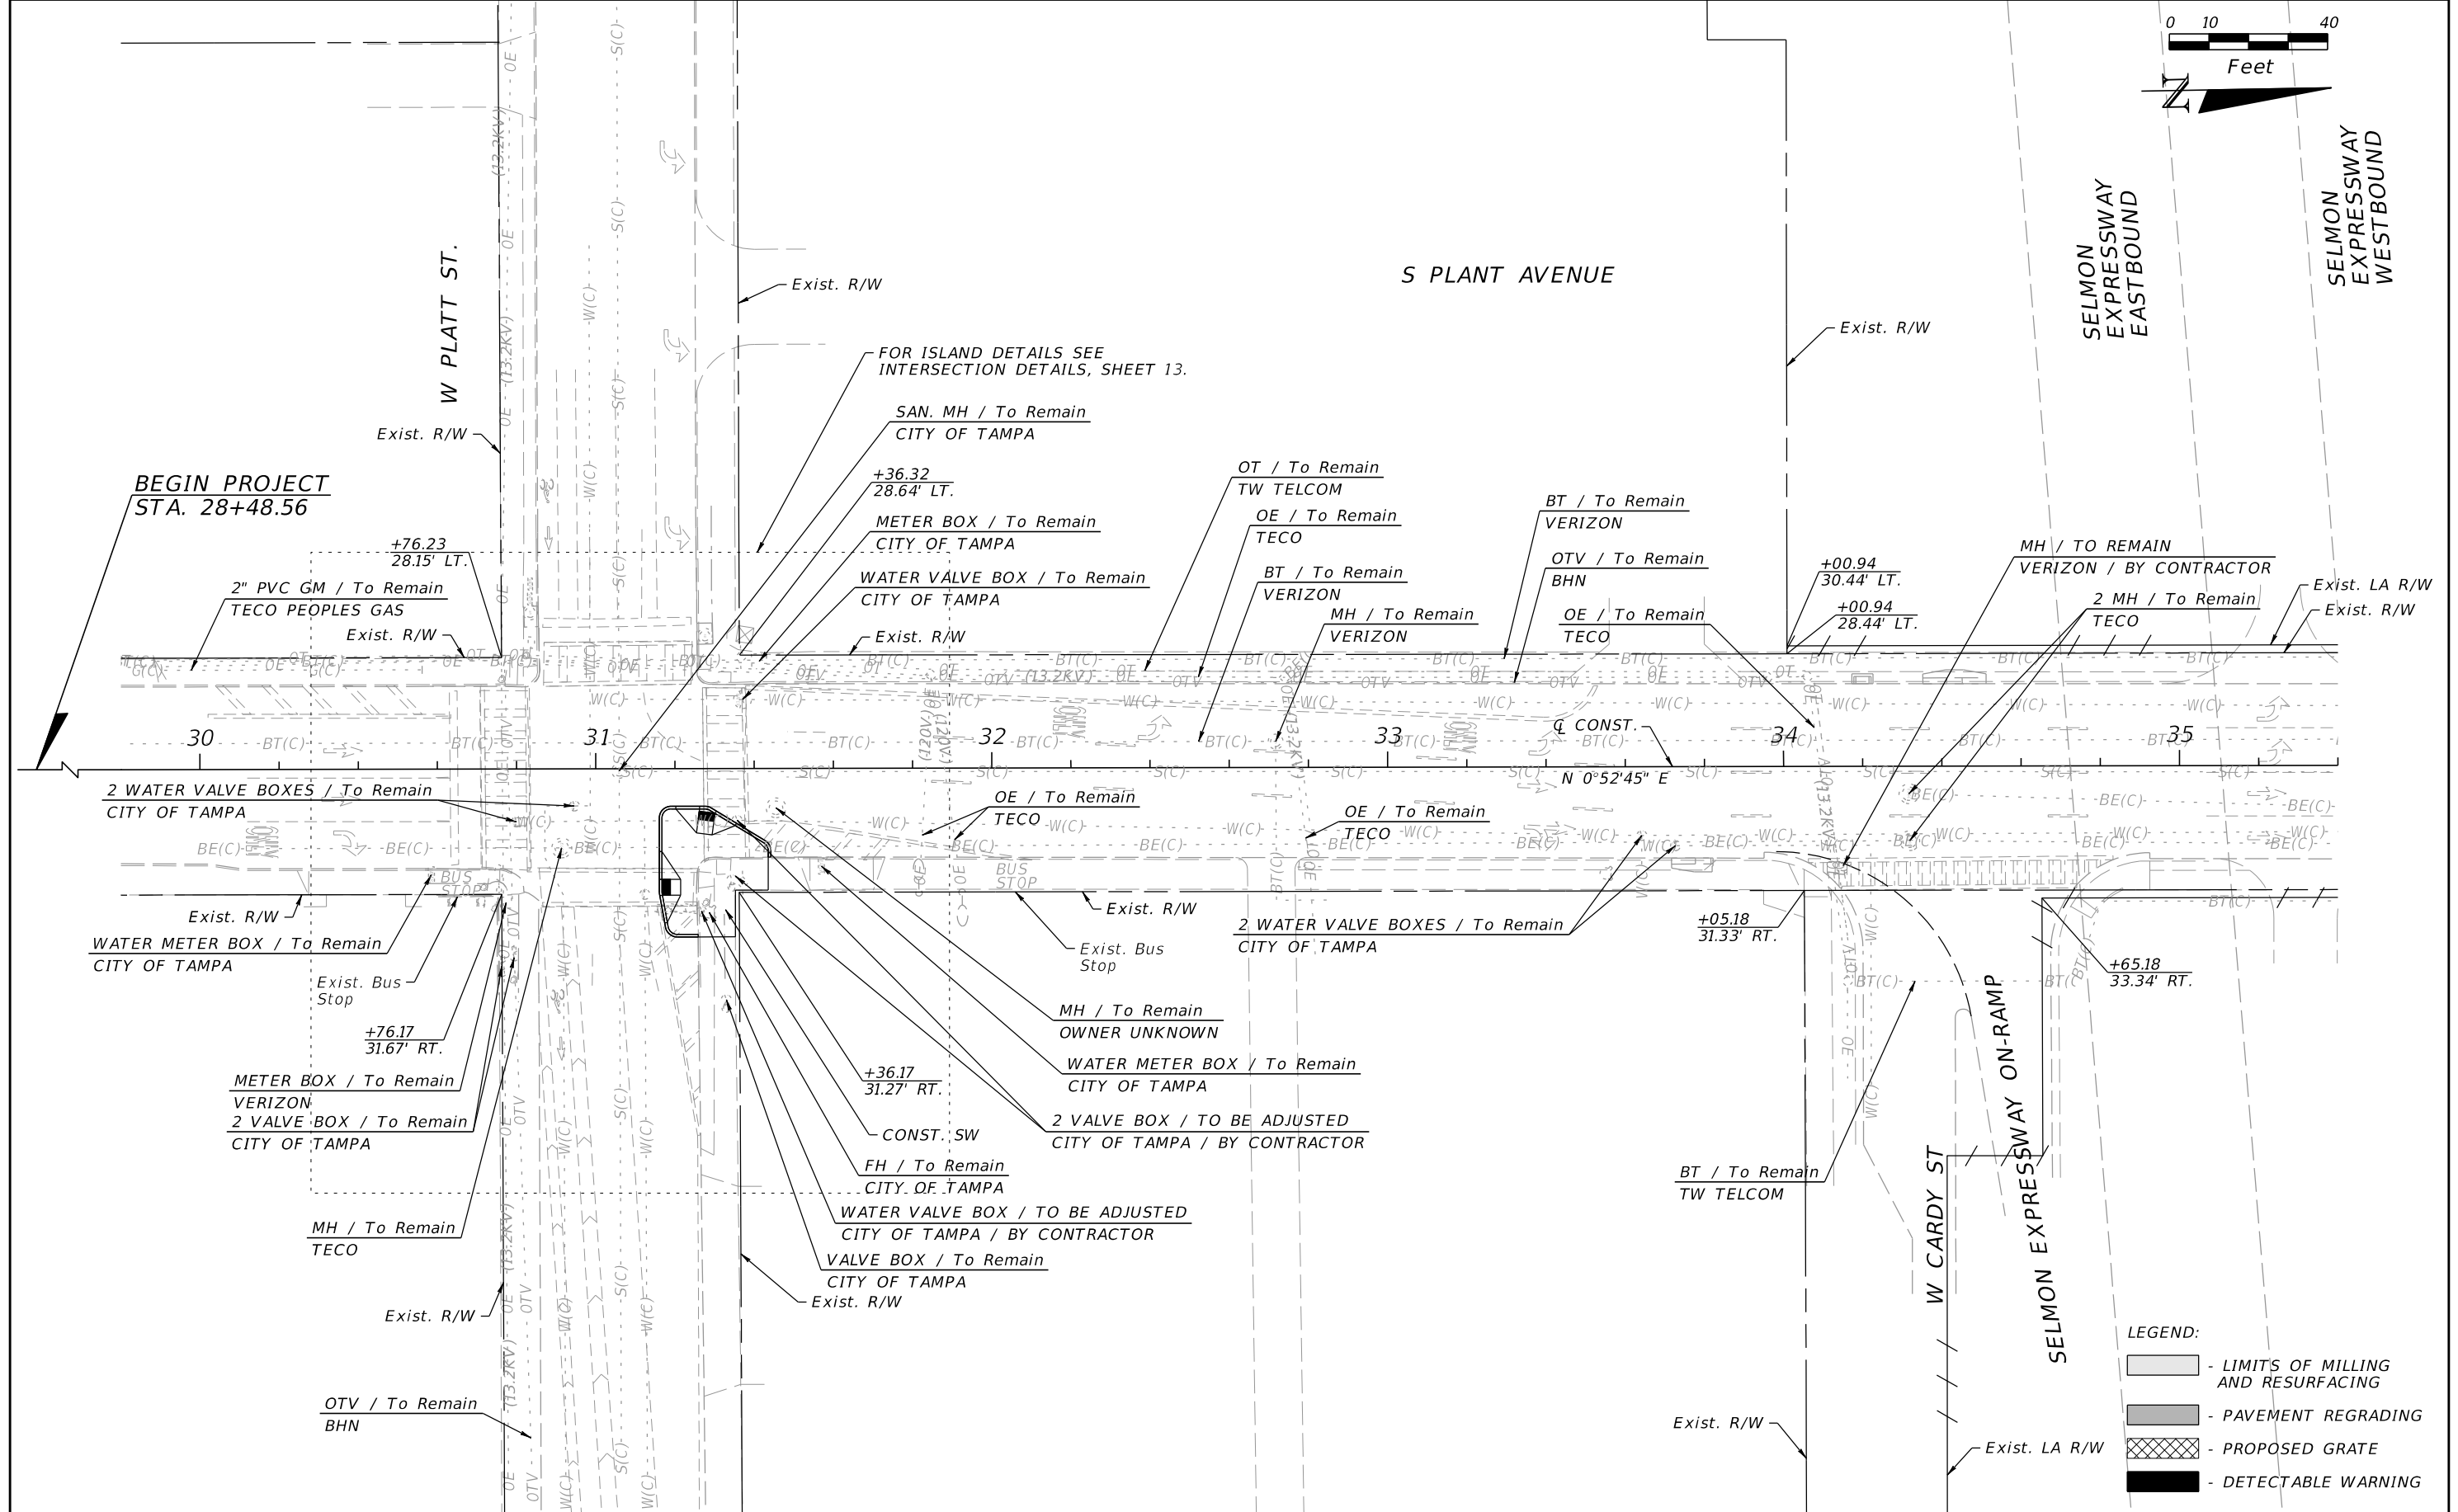 0 10 40
Feet
N
SELMON
EXPRESSWAY
EASTBOUND
SELMON
EXPRESSWAY
WESTBOUND
W PLATT ST.
S PLANT AVENUE
Exist. R/W
Exist. R/W
Exist. R/W
FOR ISLAND DETAILS SEE
INTERSECTION DETAILS, SHEET 13.
SAN. MH / To Remain
CITY OF TAMPA
+36.32
28.64' LT.
METER BOX / To Remain
CITY OF TAMPA
WATER VALVE BOX / To Remain
CITY OF TAMPA
Exist. R/W
BEGIN PROJECT
STA. 28+48.56
+76.23
28.15' LT.
2" PVC GM / To Remain
TECO PEOPLES GAS
Exist. R/W
OT / To Remain
TW TELCOM
OE / To Remain
TECO
BT / To Remain
VERIZON
MH / To Remain
VERIZON
BT / To Remain
VERIZON
OTV / To Remain
BHN
OE / To Remain
TECO
+00.94
30.44' LT.
+00.94
28.44' LT.
MH / TO REMAIN
VERIZON / BY CONTRACTOR
2 MH / To Remain
TECO
Exist. LA R/W
Exist. R/W
30 31 32 33 34 35
℄ CONST.
N 0°52'45" E
2 WATER VALVE BOXES / To Remain
CITY OF TAMPA
OE / To Remain
TECO
OE / To Remain
TECO
BUS
STOP
BUS
STOP
Exist. R/W
WATER METER BOX / To Remain
CITY OF TAMPA
Exist. Bus
Stop
+76.17
31.67' RT.
METER BOX / To Remain
VERIZON
2 VALVE BOX / To Remain
CITY OF TAMPA
MH / To Remain
TECO
Exist. R/W
OTV / To Remain
BHN
Exist. R/W
Exist. Bus
Stop
2 WATER VALVE BOXES / To Remain
CITY OF TAMPA
MH / To Remain
OWNER UNKNOWN
WATER METER BOX / To Remain
CITY OF TAMPA
+36.17
31.27' RT.
2 VALVE BOX / TO BE ADJUSTED
CITY OF TAMPA / BY CONTRACTOR
CONST. SW
FH / To Remain
CITY OF TAMPA
WATER VALVE BOX / TO BE ADJUSTED
CITY OF TAMPA / BY CONTRACTOR
VALVE BOX / To Remain
CITY OF TAMPA
Exist. R/W
+05.18
31.33' RT.
+65.18
33.34' RT.
BT / To Remain
TW TELCOM
W CARDY ST
SELMON EXPRESSWAY ON-RAMP
Exist. R/W
Exist. LA R/W
LEGEND:
- LIMITS OF MILLING
AND RESURFACING
- PAVEMENT REGRADING
- PROPOSED GRATE
- DETECTABLE WARNING